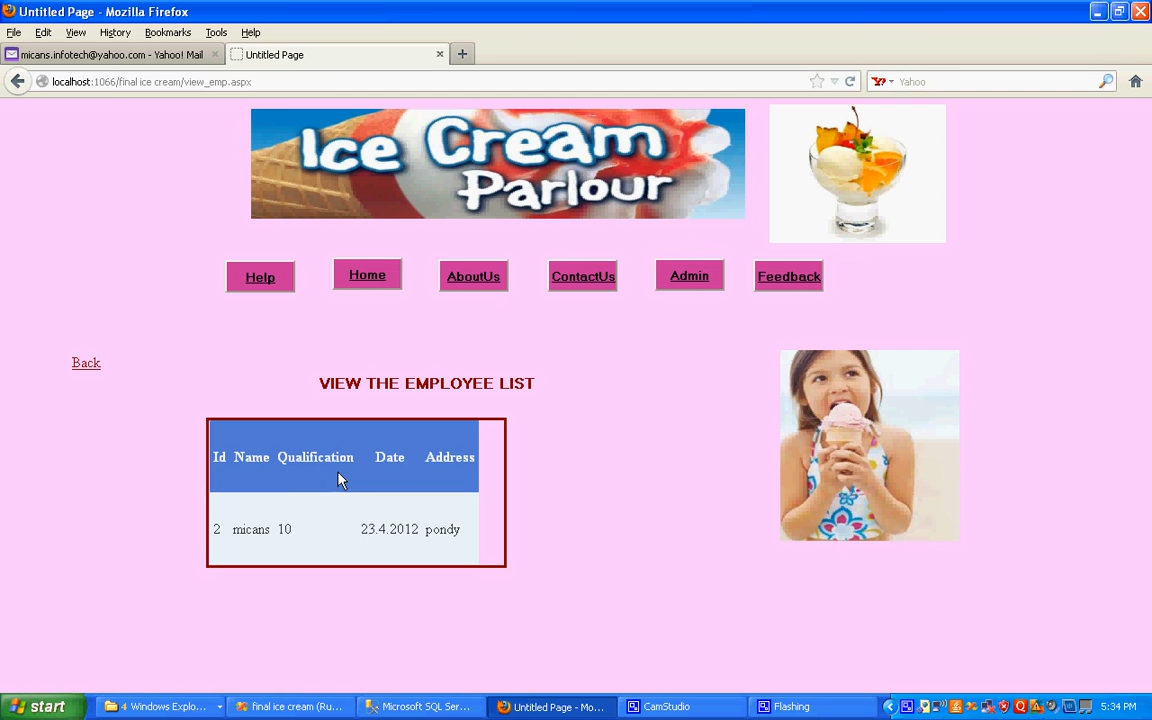 Untitled Page - Mozilla Firefox
File Edit View History Bookmarks Tools Help
micans.infotech@yahoo.com - Yahoo! Mail
Untitled Page
localhost:1066/final ice cream/view_emp.aspx
Yahoo
Ice Cream
Parlour
Help Home AboutUs ContactUs Admin Feedback
Back
VIEW THE EMPLOYEE LIST
Id Name Qualification Date Address
2 micans 10 23.4.2012 pondy
start 4 Windows Explo... final ice cream (Ru... Microsoft SQL Ser... Untitled Page - Mo... CamStudio Flashing 5:34 PM